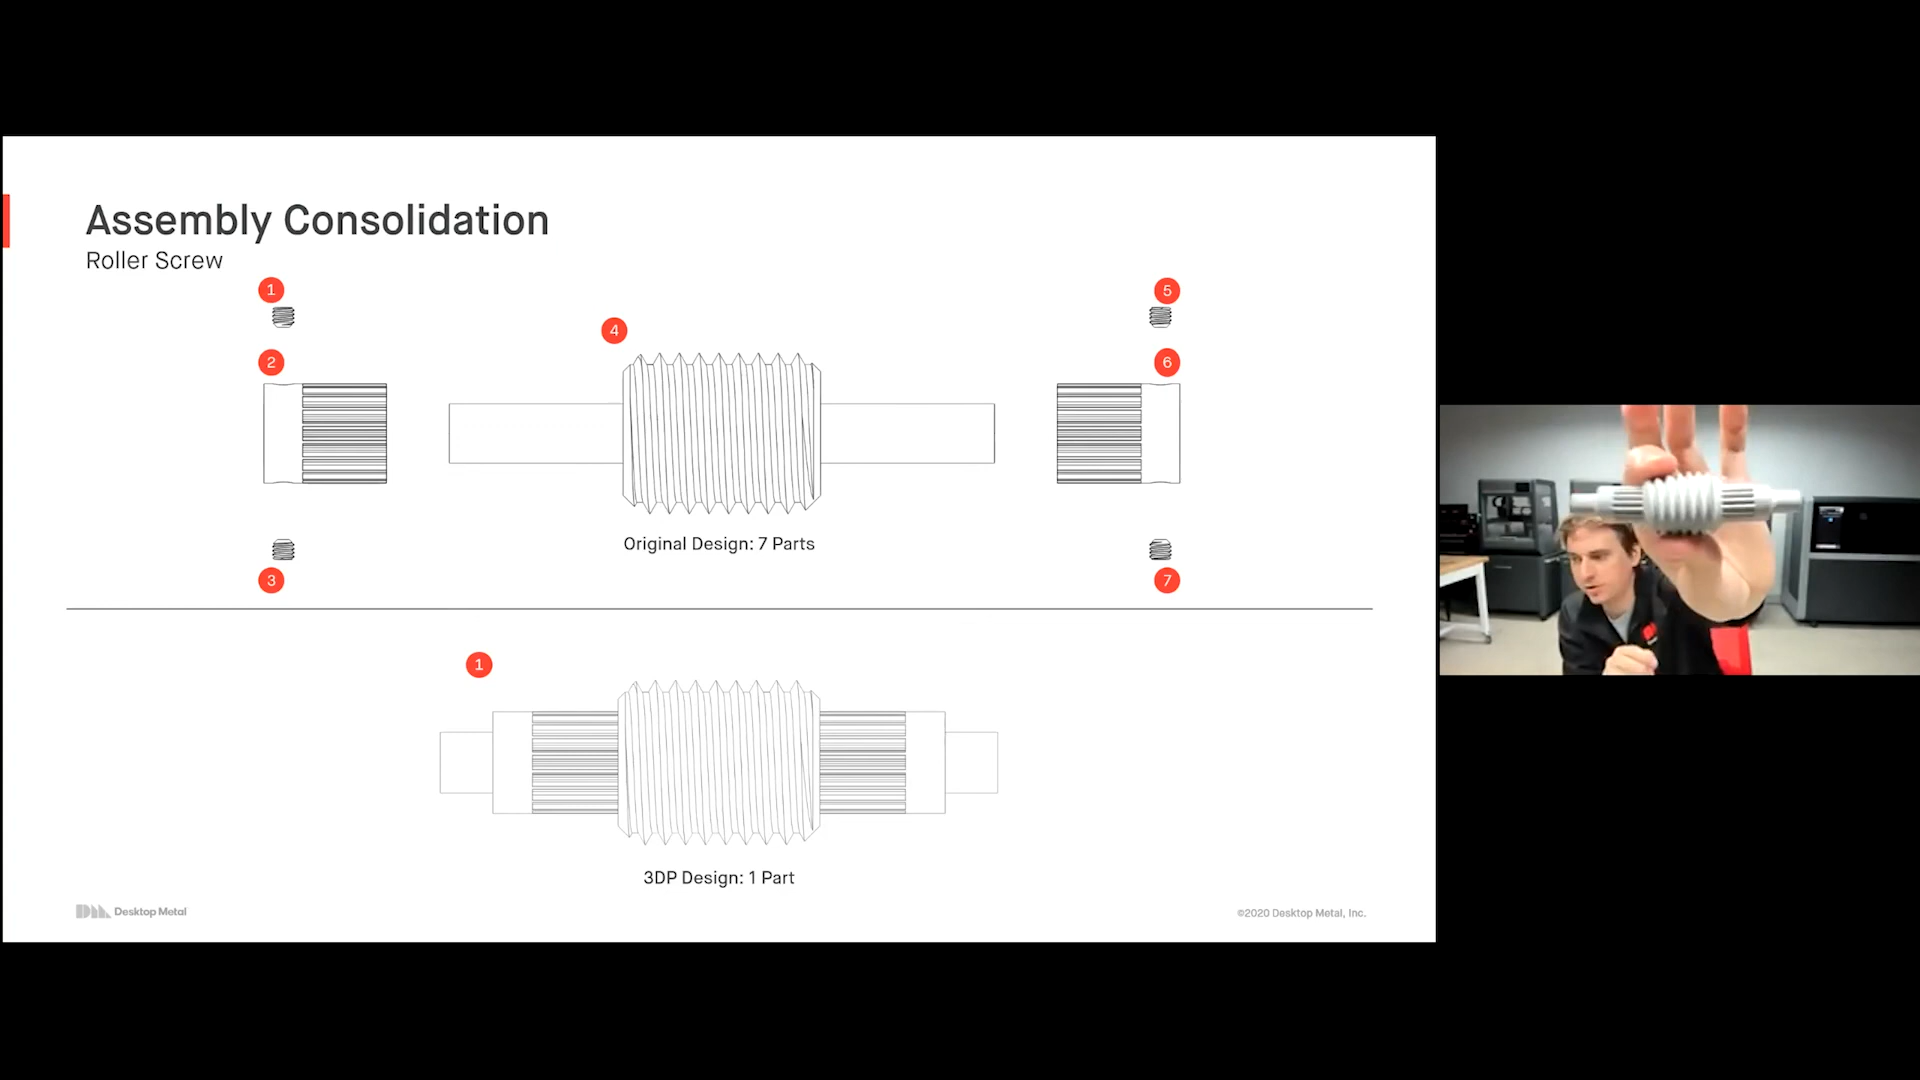 Assembly Consolidation
Roller Screw
1
5
4
2
6
Original Design: 7 Parts
3
7
1
3DP Design: 1 Part
DM Desktop Metal
©2020 Desktop Metal, Inc.